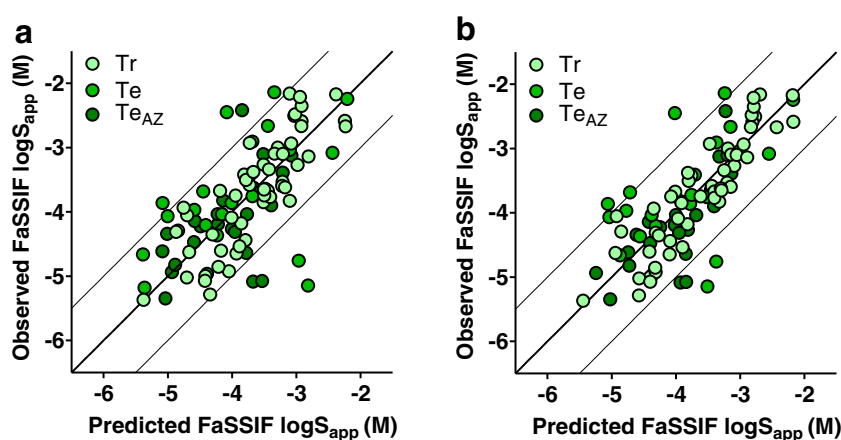 a
Observed FaSSIF logSapp (M)
Tr
Te
TeAZ
-2
-3
-4
-5
-6
-6 -5 -4 -3 -2
Predicted FaSSIF logSapp (M)
b
Observed FaSSIF logSapp (M)
Tr
Te
TeAZ
-2
-3
-4
-5
-6
-6 -5 -4 -3 -2
Predicted FaSSIF logSapp (M)